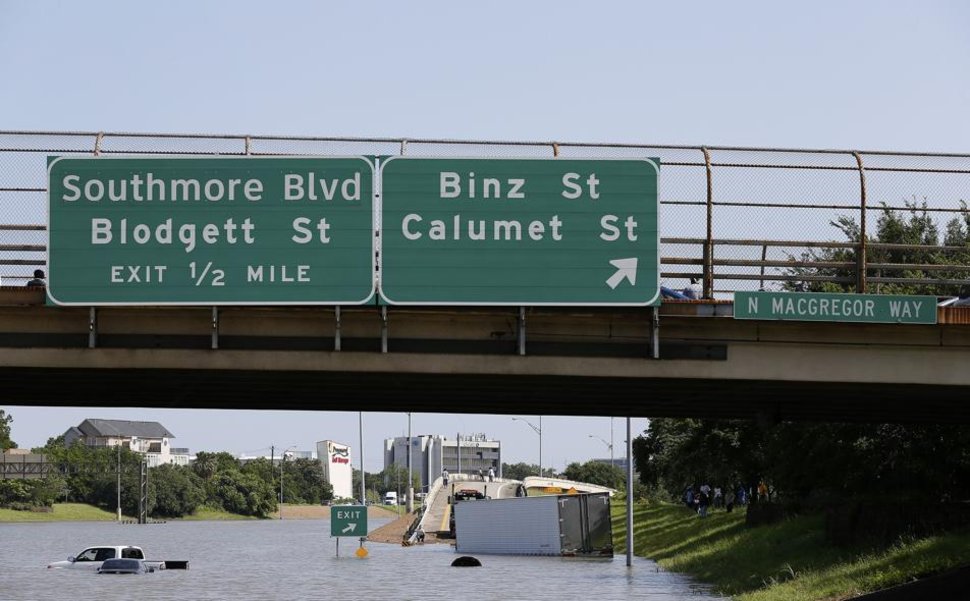 Southmore Blvd
Blodgett St
EXIT 1/2 MILE
Binz St
Calumet St
N MACGREGOR WAY
EXIT